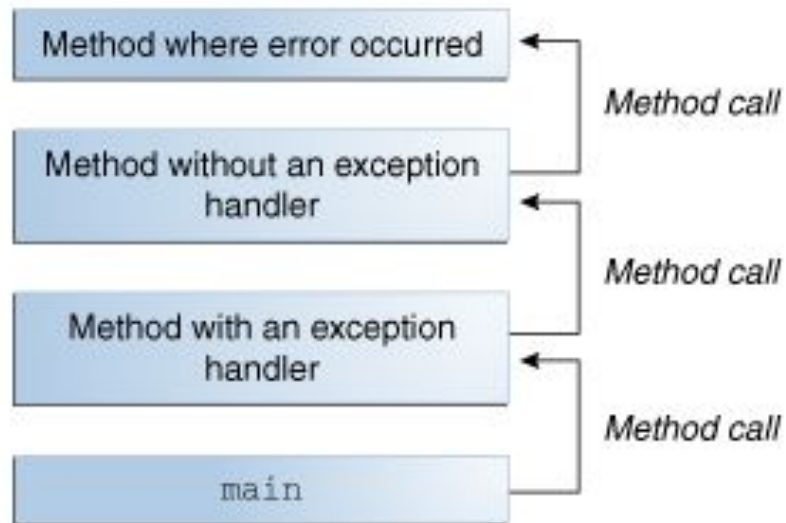 Method where error occurred
Method call
Method without an exception
handler
Method call
Method with an exception
handler
Method call
main